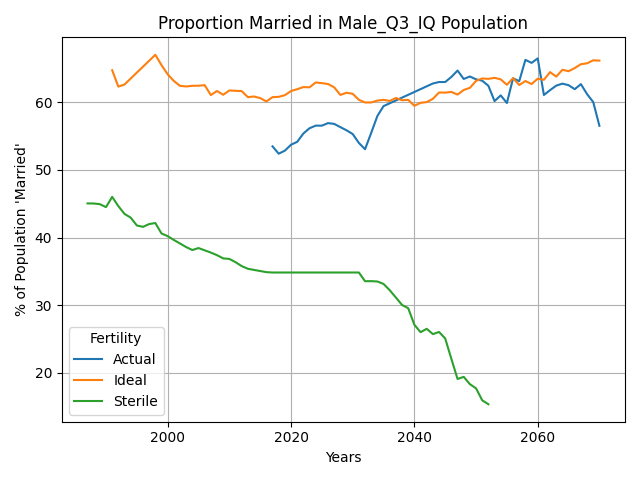 Proportion Married in Male_Q3_IQ Population
% of Population 'Married'
60
50
40
30
20
Fertility
Actual
Ideal
Sterile
2000
2020
2040
2060
Years